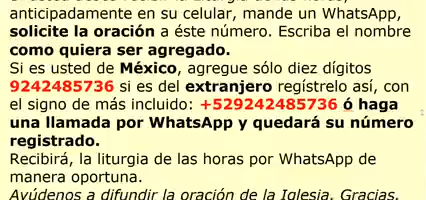 anticipadamente en su celular, mande un WhatsApp,
solicite la oración a éste número. Escriba el nombre
como quiera ser agregado.
Si es usted de México, agregue sólo diez dígitos
9242485736 si es del extranjero regístrelo así, con
el signo de más incluido: +529242485736 ó haga
una llamada por WhatsApp y quedará su número
registrado.
Recibirá, la liturgia de las horas por WhatsApp de
manera oportuna.
Ayúdenos a difundir la oración de la Iglesia. Gracias.